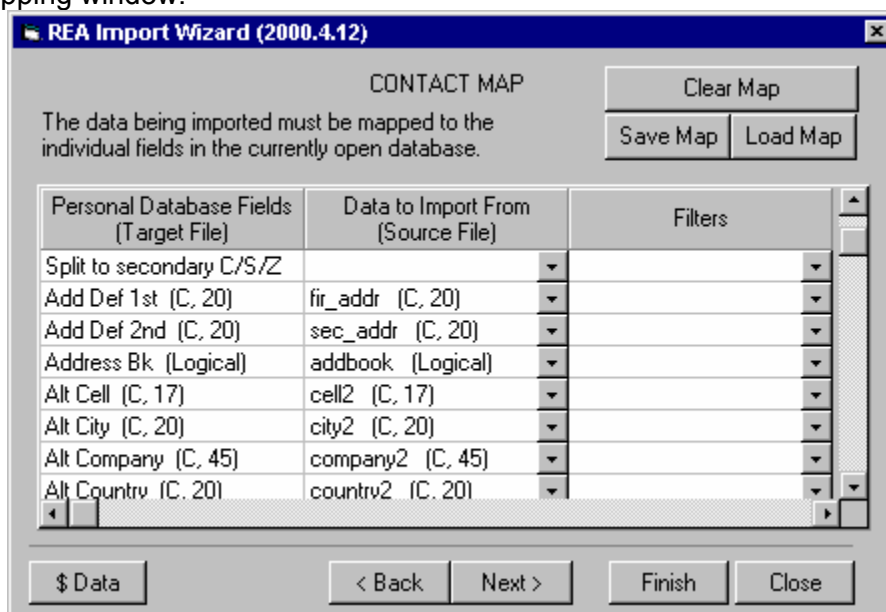 pping window.
REA Import Wizard (2000.4.12)
CONTACT MAP
Clear Map
The data being imported must be mapped to the
individual fields in the currently open database.
Save Map Load Map
Personal Database Fields
(Target File)
Data to Import From
(Source File)
Filters
Split to secondary C/S/Z
Add Def 1st (C, 20) fir_addr (C, 20)
Add Def 2nd (C, 20) sec_addr (C, 20)
Address Bk (Logical) addbook (Logical)
Alt Cell (C, 17) cell2 (C, 17)
Alt City (C, 20) city2 (C, 20)
Alt Company (C, 45) company2 (C, 45)
Alt Country (C, 20) country2 (C, 20)
$ Data < Back Next > Finish Close